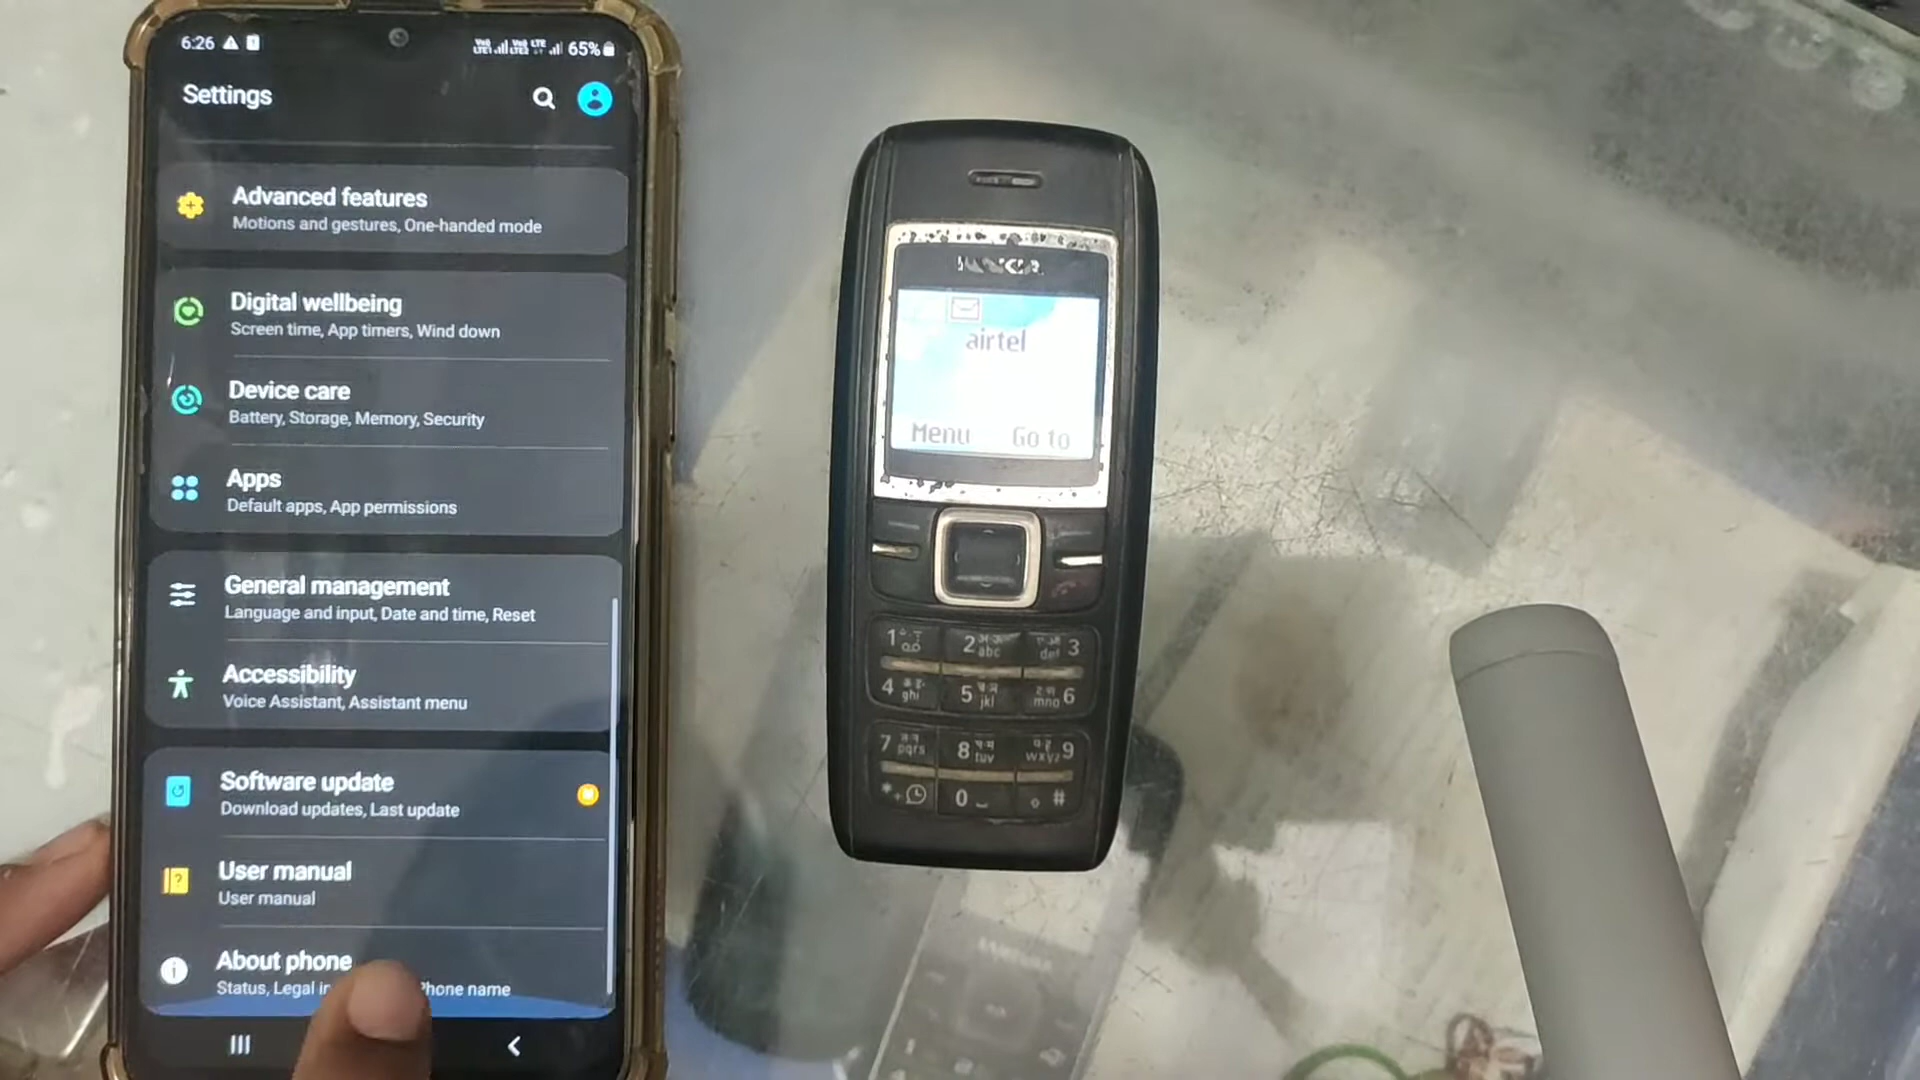 6:26
65%
Settings
Advanced features
Motions and gestures, One-handed mode
Digital wellbeing
Screen time, App timers, Wind down
Device care
Battery, Storage, Memory, Security
Apps
Default apps, App permissions
General management
Language and input, Date and time, Reset
Accessibility
Voice Assistant, Assistant menu
Software update
Download updates, Last update
User manual
User manual
About phone
Status, Legal
Phone name
airtel
Menu Go to
1
2 abc
def 3
4 ghi
5 jkl
mno 6
7 pqrs
8 tuv
wxyz 9
*+
0
#